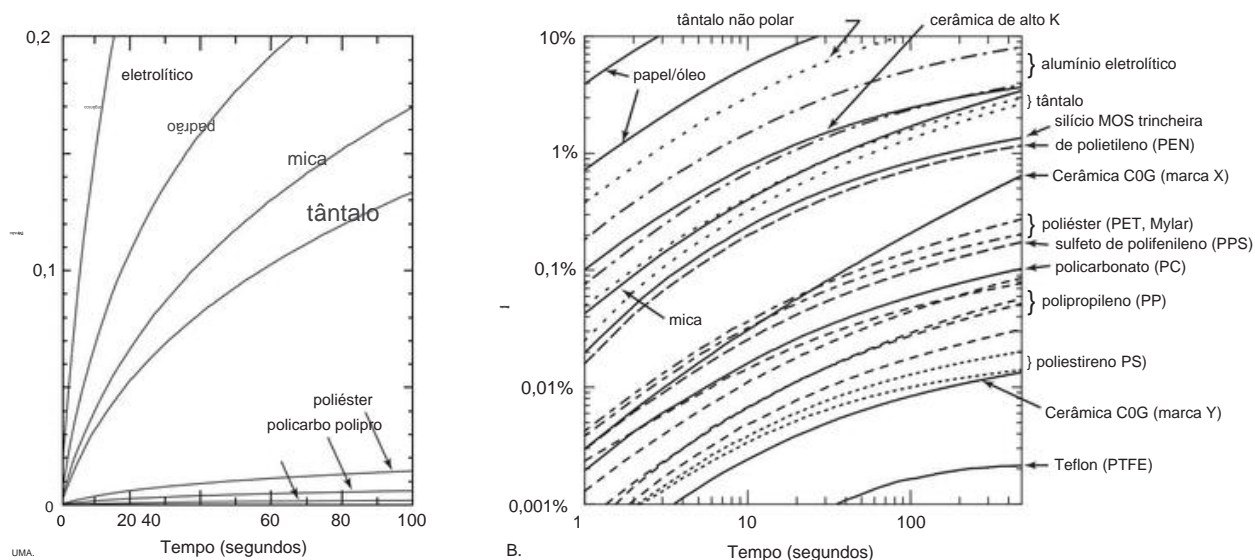 0,2
0,1
0
eletrolítico
padrão
mica
tântalo
poliéster
policarbo polipro
0
20 40
60
80
100
Tempo (segundos)
UMA.
tântalo não polar
cerâmica de alto K
10%
1%
0,1%
0,01%
0,001%
papel/óleo
mica
} alumínio eletrolítico
} tântalo
silício MOS trincheira
de polietileno (PEN)
Cerâmica C0G (marca X)
} poliéster (PET, Mylar)
sulfeto de polifenileno (PPS)
policarbonato (PC)
} polipropileno (PP)
} poliestireno PS)
Cerâmica C0G (marca Y)
Teflon (PTFE)
1
10
100
Tempo (segundos)
B.